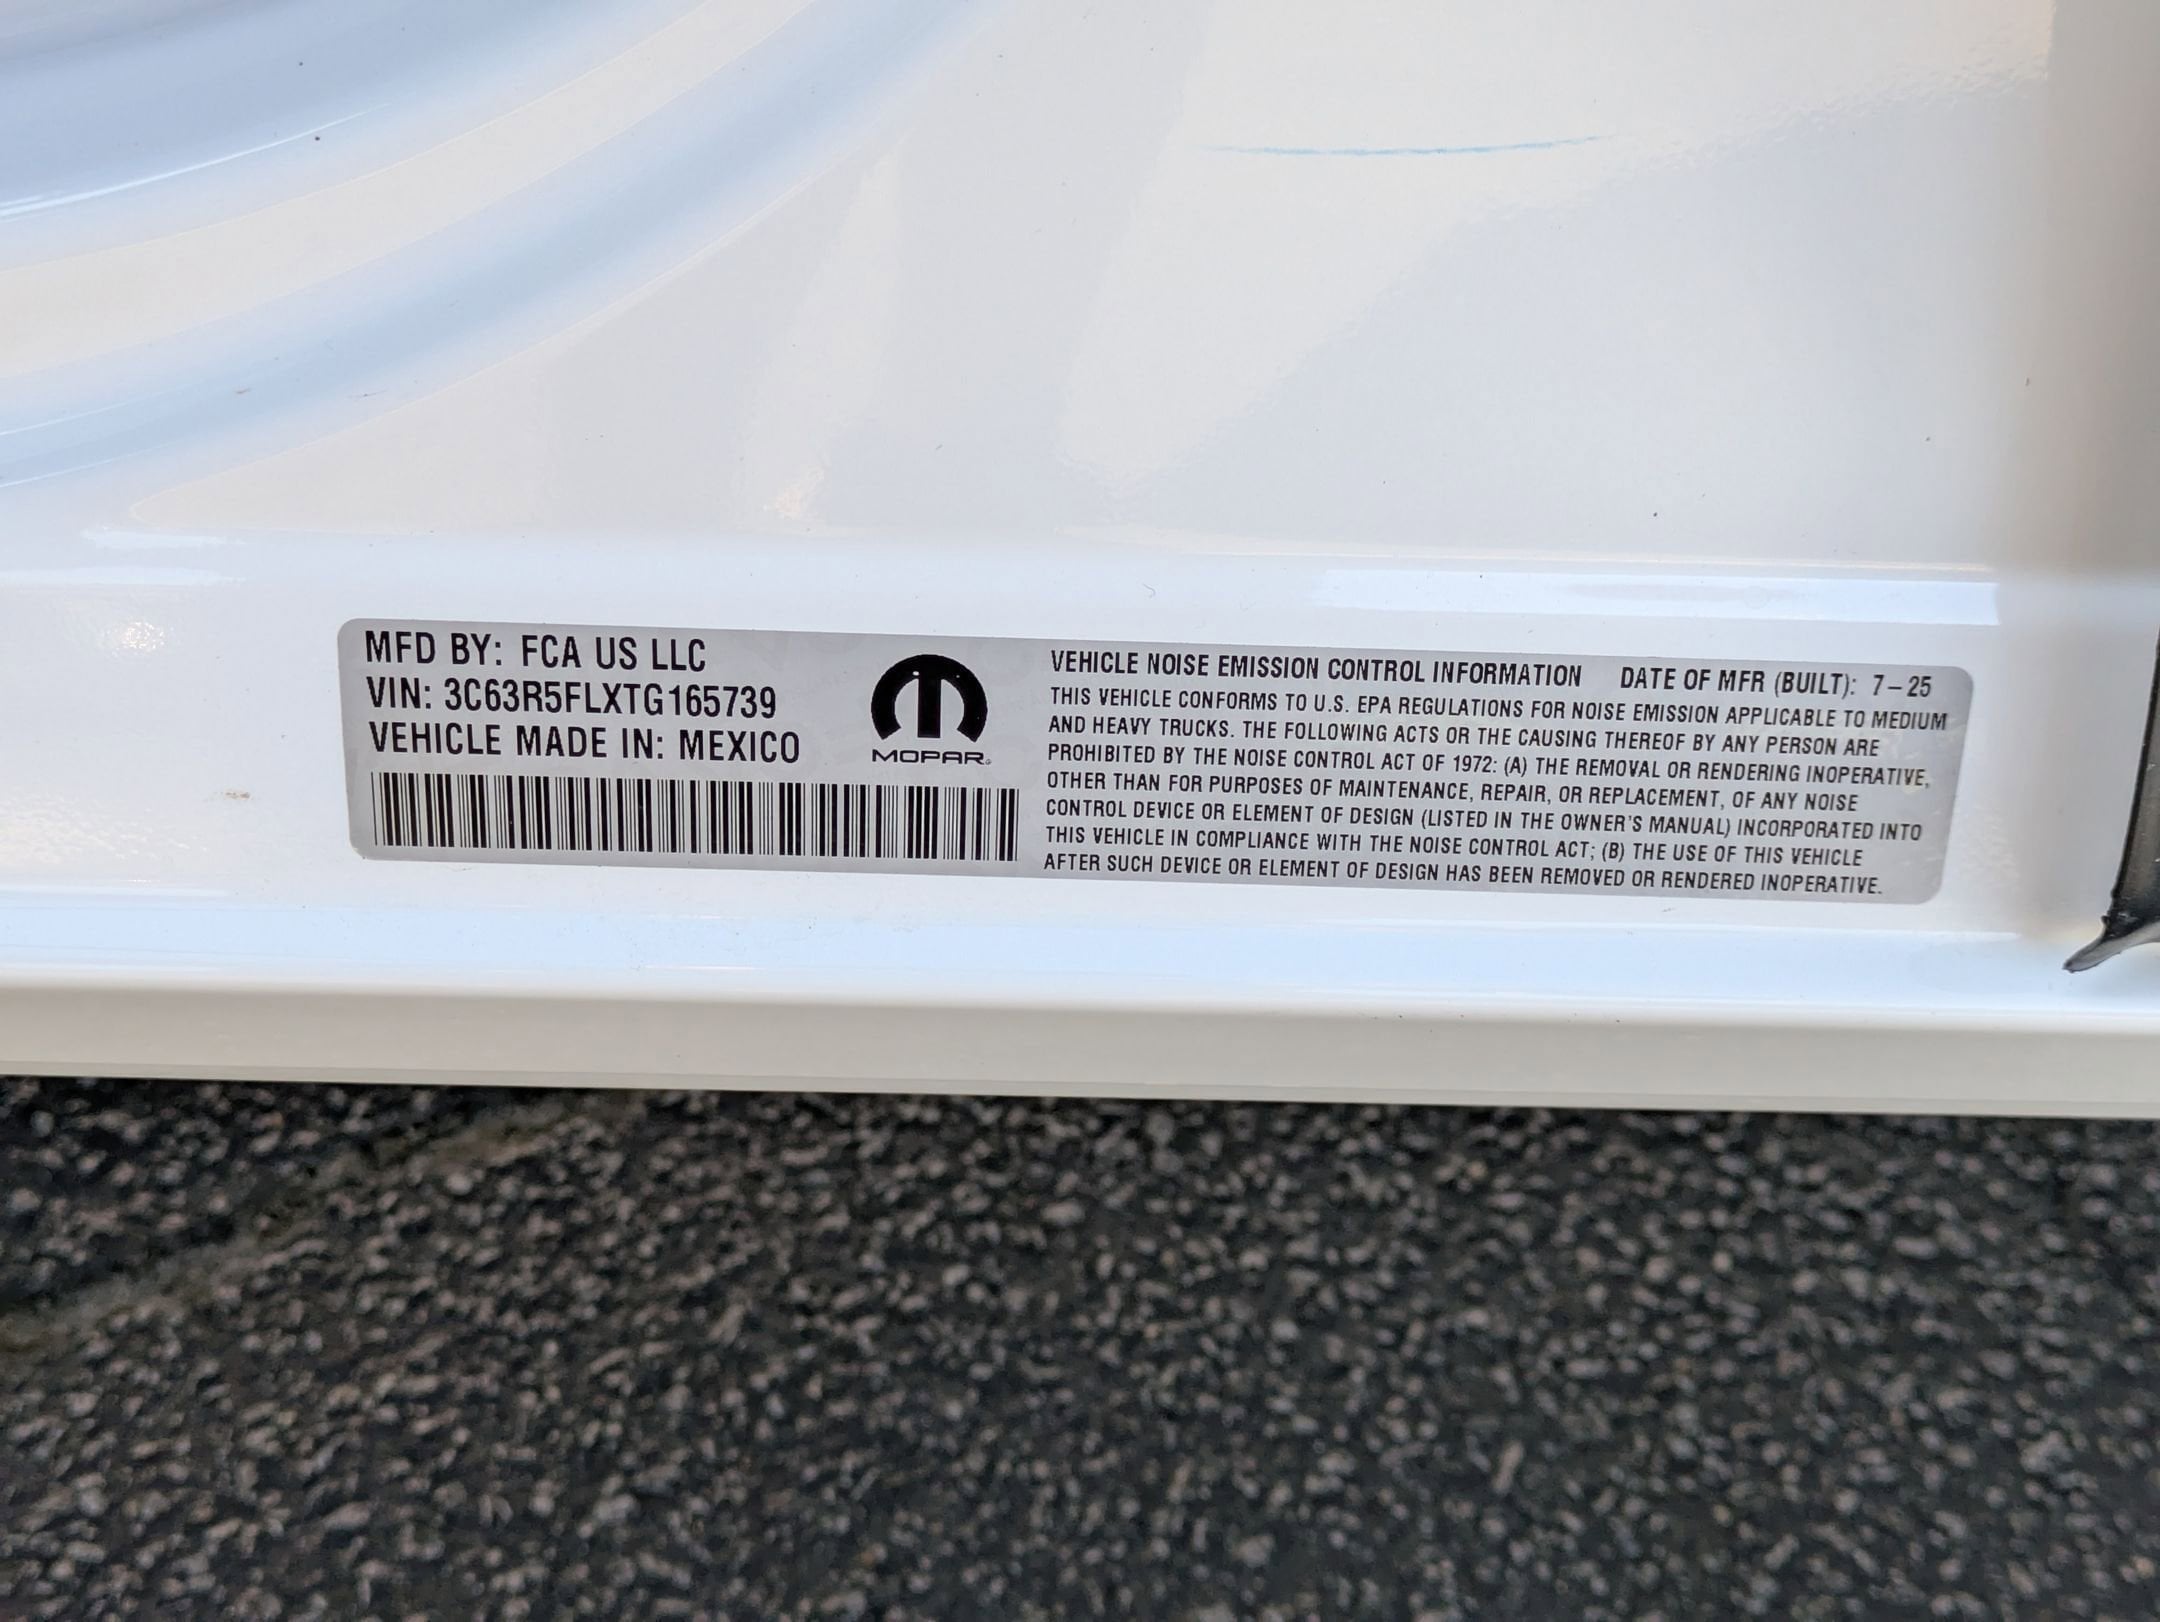 MFD BY: FCA US LLC
VIN: 3C63R5FLXTG165739
VEHICLE MADE IN: MEXICO
MOPAR
VEHICLE NOISE EMISSION CONTROL INFORMATION DATE OF MFR (BUILT): 7-25
THIS VEHICLE CONFORMS TO U.S. EPA REGULATIONS FOR NOISE EMISSION APPLICABLE TO MEDIUM
AND HEAVY TRUCKS. THE FOLLOWING ACTS OR THE CAUSING THEREOF BY ANY PERSON ARE
PROHIBITED BY THE NOISE CONTROL ACT OF 1972: (A) THE REMOVAL OR RENDERING INOPERATIVE,
OTHER THAN FOR PURPOSES OF MAINTENANCE, REPAIR, OR REPLACEMENT, OF ANY NOISE
CONTROL DEVICE OR ELEMENT OF DESIGN (LISTED IN THE OWNER'S MANUAL) INCORPORATED INTO
THIS VEHICLE IN COMPLIANCE WITH THE NOISE CONTROL ACT; (B) THE USE OF THIS VEHICLE
AFTER SUCH DEVICE OR ELEMENT OF DESIGN HAS BEEN REMOVED OR RENDERED INOPERATIVE.